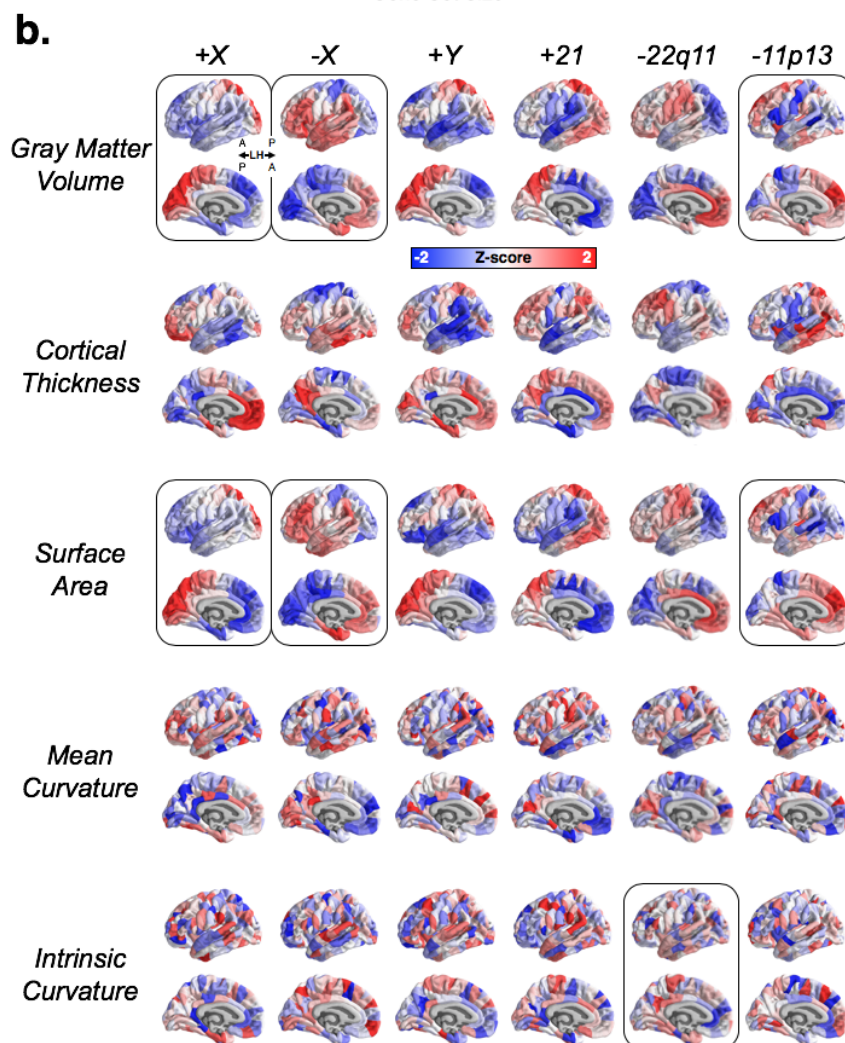 b.
+X -X +Y +21 -22q11 -11p13
Gray Matter
Volume
A P
LH
P A
-2 Z-score 2
Cortical
Thickness
Surface
Area
Mean
Curvature
Intrinsic
Curvature